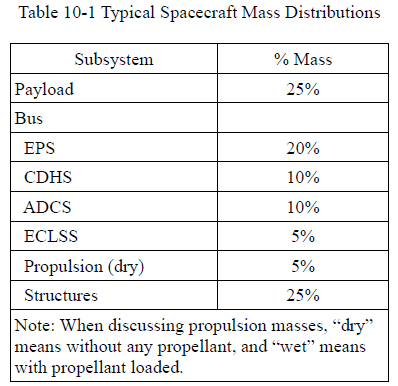 Table 10-1 Typical Spacecraft Mass Distributions
Subsystem % Mass
Payload 25%
Bus
EPS 20%
CDHS 10%
ADCS 10%
ECLSS 5%
Propulsion (dry) 5%
Structures 25%
Note: When discussing propulsion masses, “dry”
means without any propellant, and “wet” means
with propellant loaded.